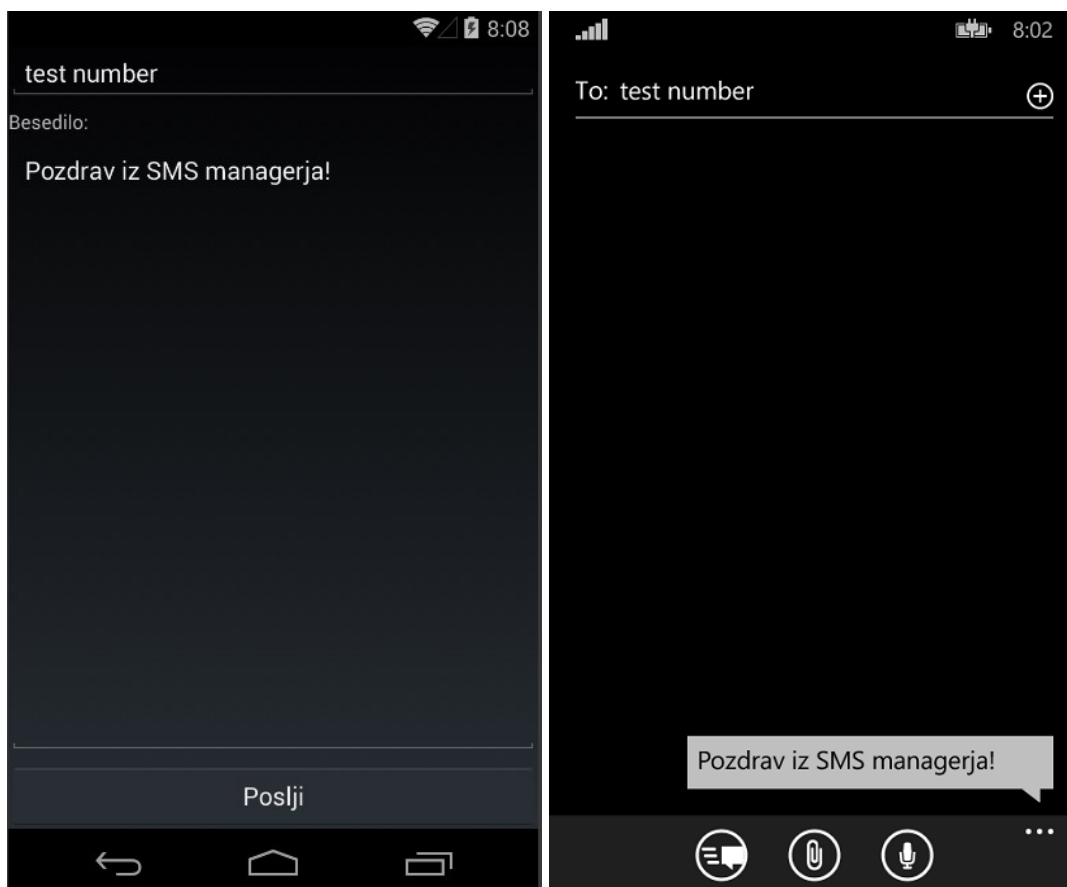 8:08
test number
Besedilo:
Pozdrav iz SMS managerja!
Poslji
8:02
To: test number
Pozdrav iz SMS managerja!